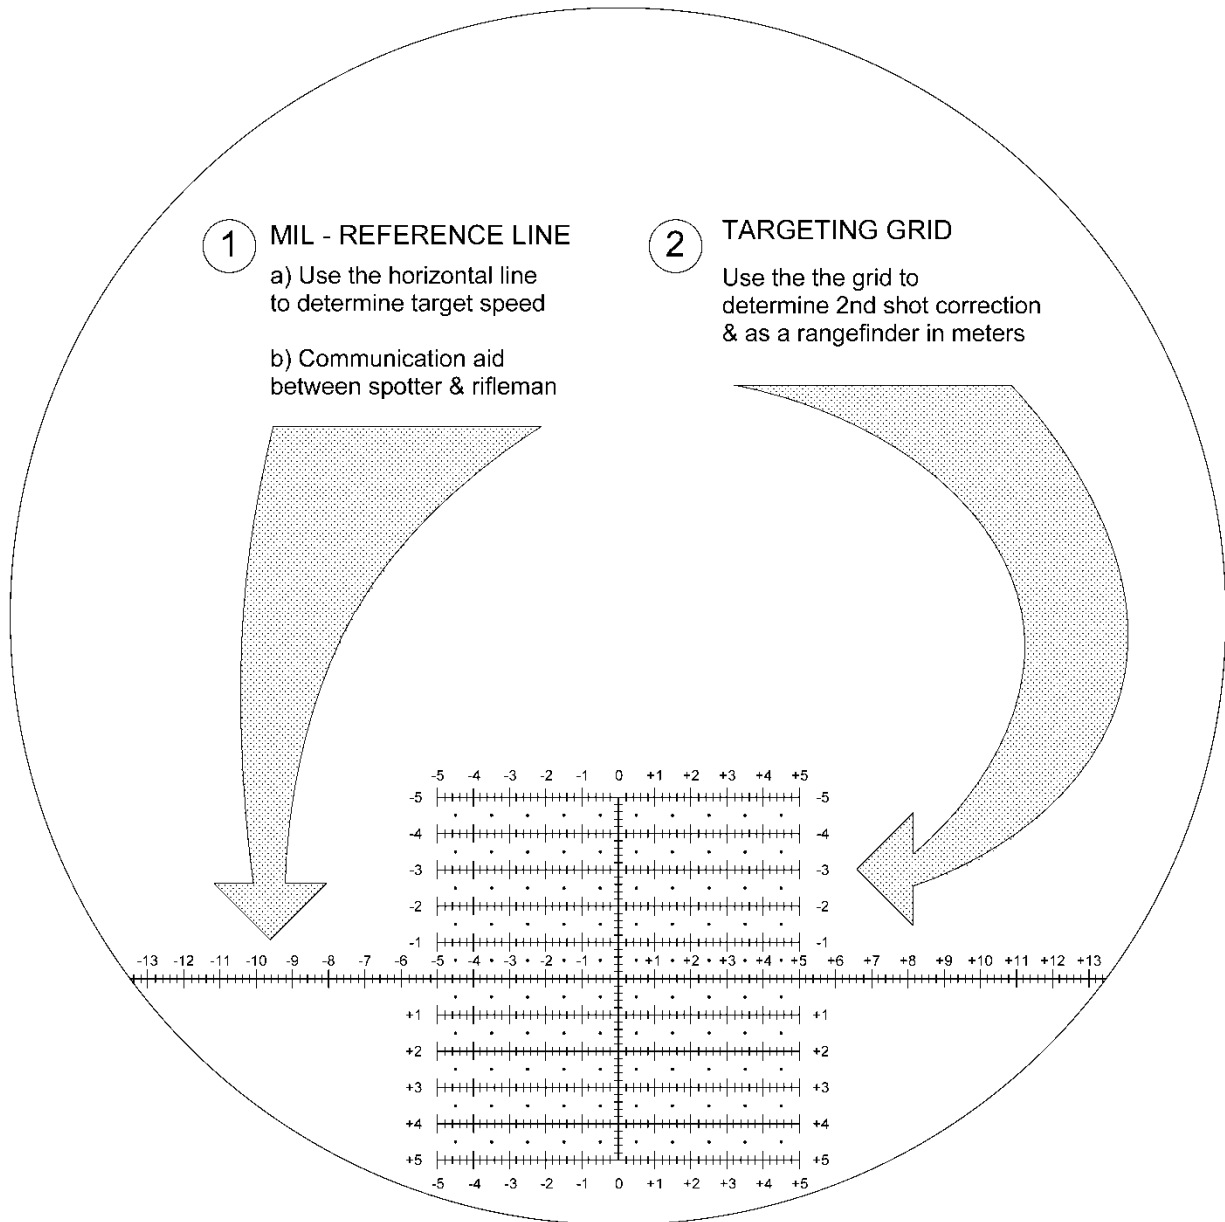 1 MIL - REFERENCE LINE
a) Use the horizontal line
to determine target speed
b) Communication aid
between spotter & rifleman
2 TARGETING GRID
Use the the grid to
determine 2nd shot correction
& as a rangefinder in meters
-5 -4 -3 -2 -1 0 +1 +2 +3 +4 +5
-5 -5
-4 -4
-3 -3
-2 -2
-1 -1
-13 -12 -11 -10 -9 -8 -7 -6 -5 -4 -3 -2 -1 0 +1 +2 +3 +4 +5 +6 +7 +8 +9 +10 +11 +12 +13
+1 +1
+2 +2
+3 +3
+4 +4
+5 +5
-5 -4 -3 -2 -1 0 +1 +2 +3 +4 +5